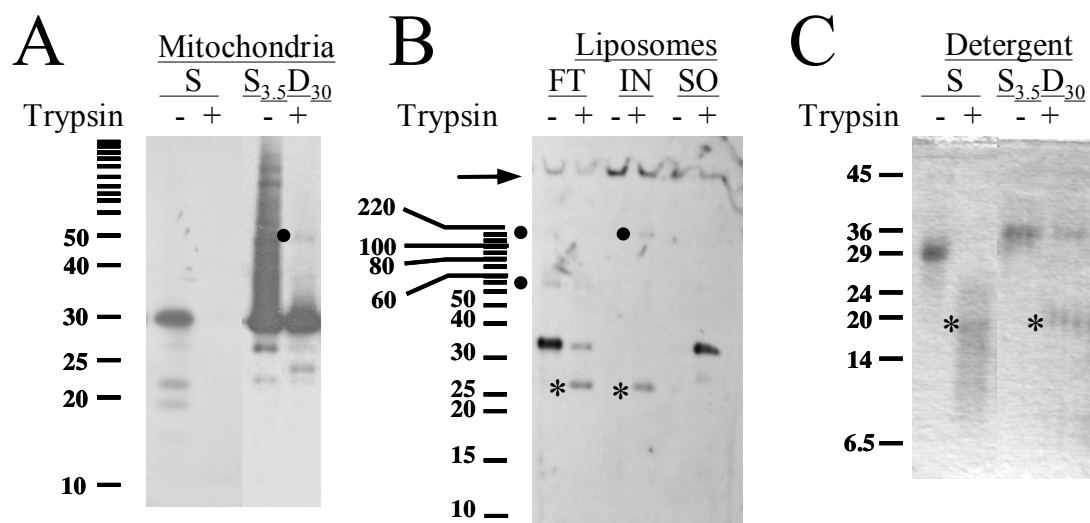 A
Mitochondria
S S3.5D30
Trypsin - + - +
50
40
30
25
20
10
B
Liposomes
FT IN SO
Trypsin - + - + - +
220
100
80
60
50
40
30
25
20
15
10
* *
C
Detergent
S S3.5D30
Trypsin - + - + +
45
36
29
24
20
14
6.5
* *